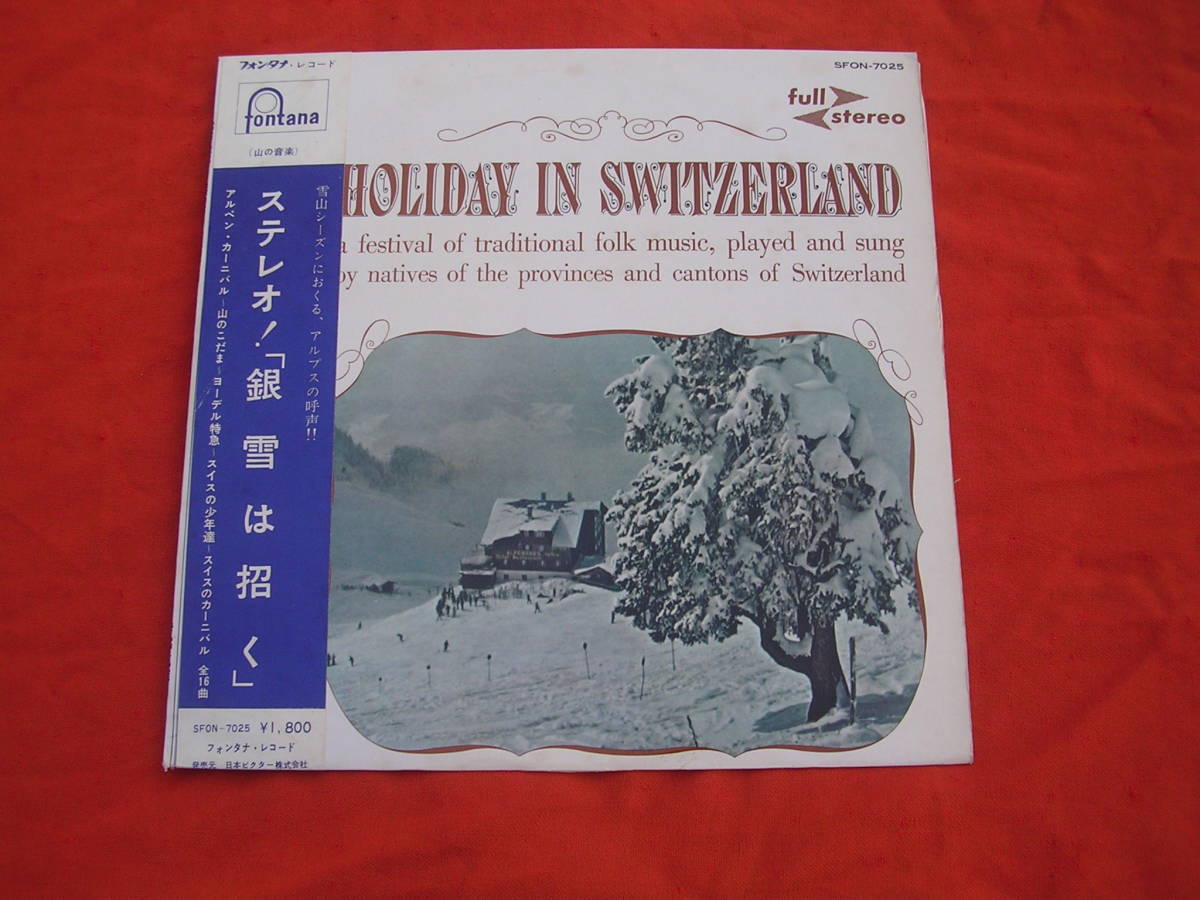 フォンタナ・レコード
fontana
(山の音楽)
雪山シーズンにおくる、アルプスの呼声!!
ステレオ!「銀雪は招く」
アルペン・カーニバル~山のこだま~ヨーデル特急~スイスの少年達~スイスのカーニバル 全16曲
SFON-7025 ¥1,800
フォンタナ・レコード
発売元 日本ビクター株式会社
SFON-7025
full
stereo
HOLIDAY IN SWITZERLAND
a festival of traditional folk music, played and sung
by natives of the provinces and cantons of Switzerland